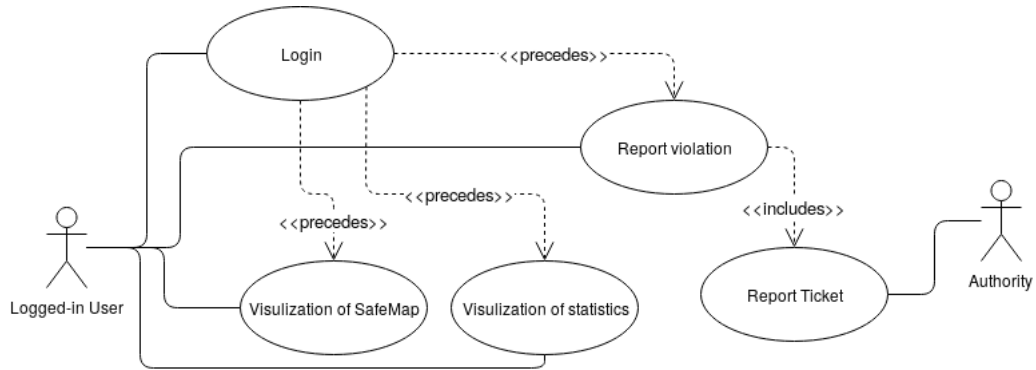 Login
<<precedes>>
Report violation
<<precedes>>
<<includes>>
<<precedes>>
Logged-in User
Visulization of SafeMap
Visulization of statistics
Report Ticket
Authority